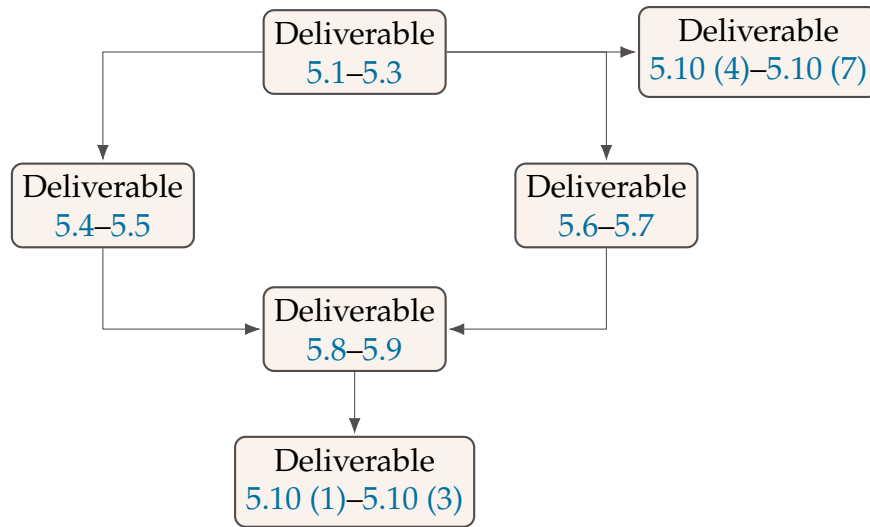 Deliverable
5.1–5.3
Deliverable
5.10 (4)–5.10 (7)
Deliverable
5.4–5.5
Deliverable
5.6–5.7
Deliverable
5.8–5.9
Deliverable
5.10 (1)–5.10 (3)